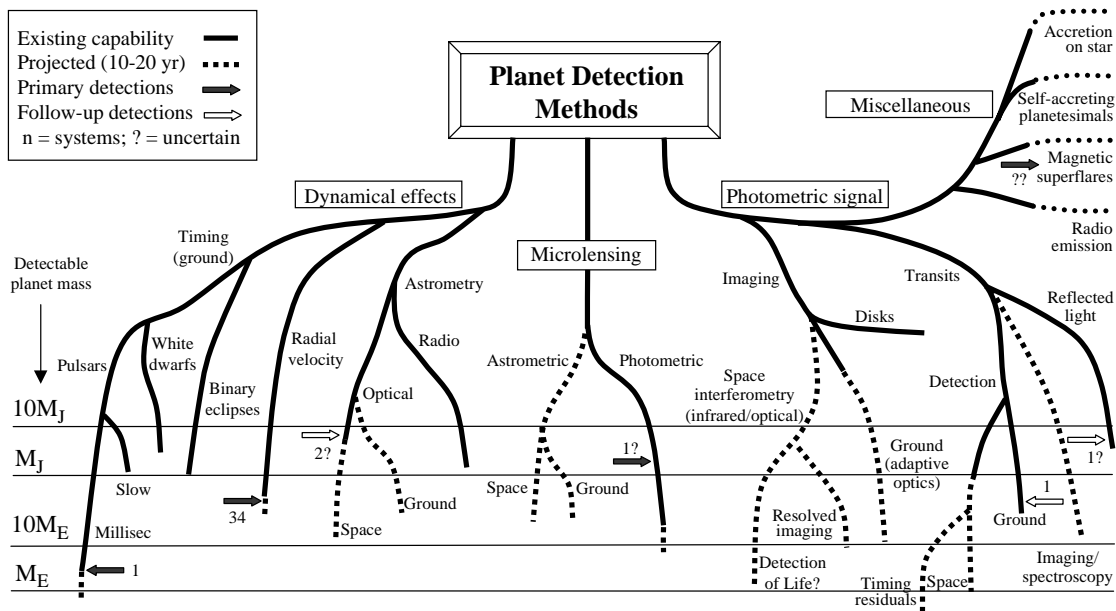 Existing capability
Projected (10-20 yr)
Primary detections
Follow-up detections
n = systems; ? = uncertain
Planet Detection
Methods
Miscellaneous
Accretion
on star
Self-accreting
planetesimals
Magnetic
superflares
??
Radio
emission
Dynamical effects
Photometric signal
Microlensing
Timing
(ground)
Detectable
planet mass
Astrometry
Imaging
Transits
Reflected
light
Disks
Pulsars
White
dwarfs
Binary
eclipses
Radial
velocity
Radio
Optical
Astrometric
Photometric
Space
interferometry
(infrared/optical)
Detection
10M_J
2?
1?
Ground
(adaptive
optics)
1?
M_J
Slow
34
Space
Ground
Space
Ground
Resolved
imaging
1
Ground
10M_E
Millisec
Detection
of Life?
Timing
residuals
Space
Imaging/
spectroscopy
M_E
1